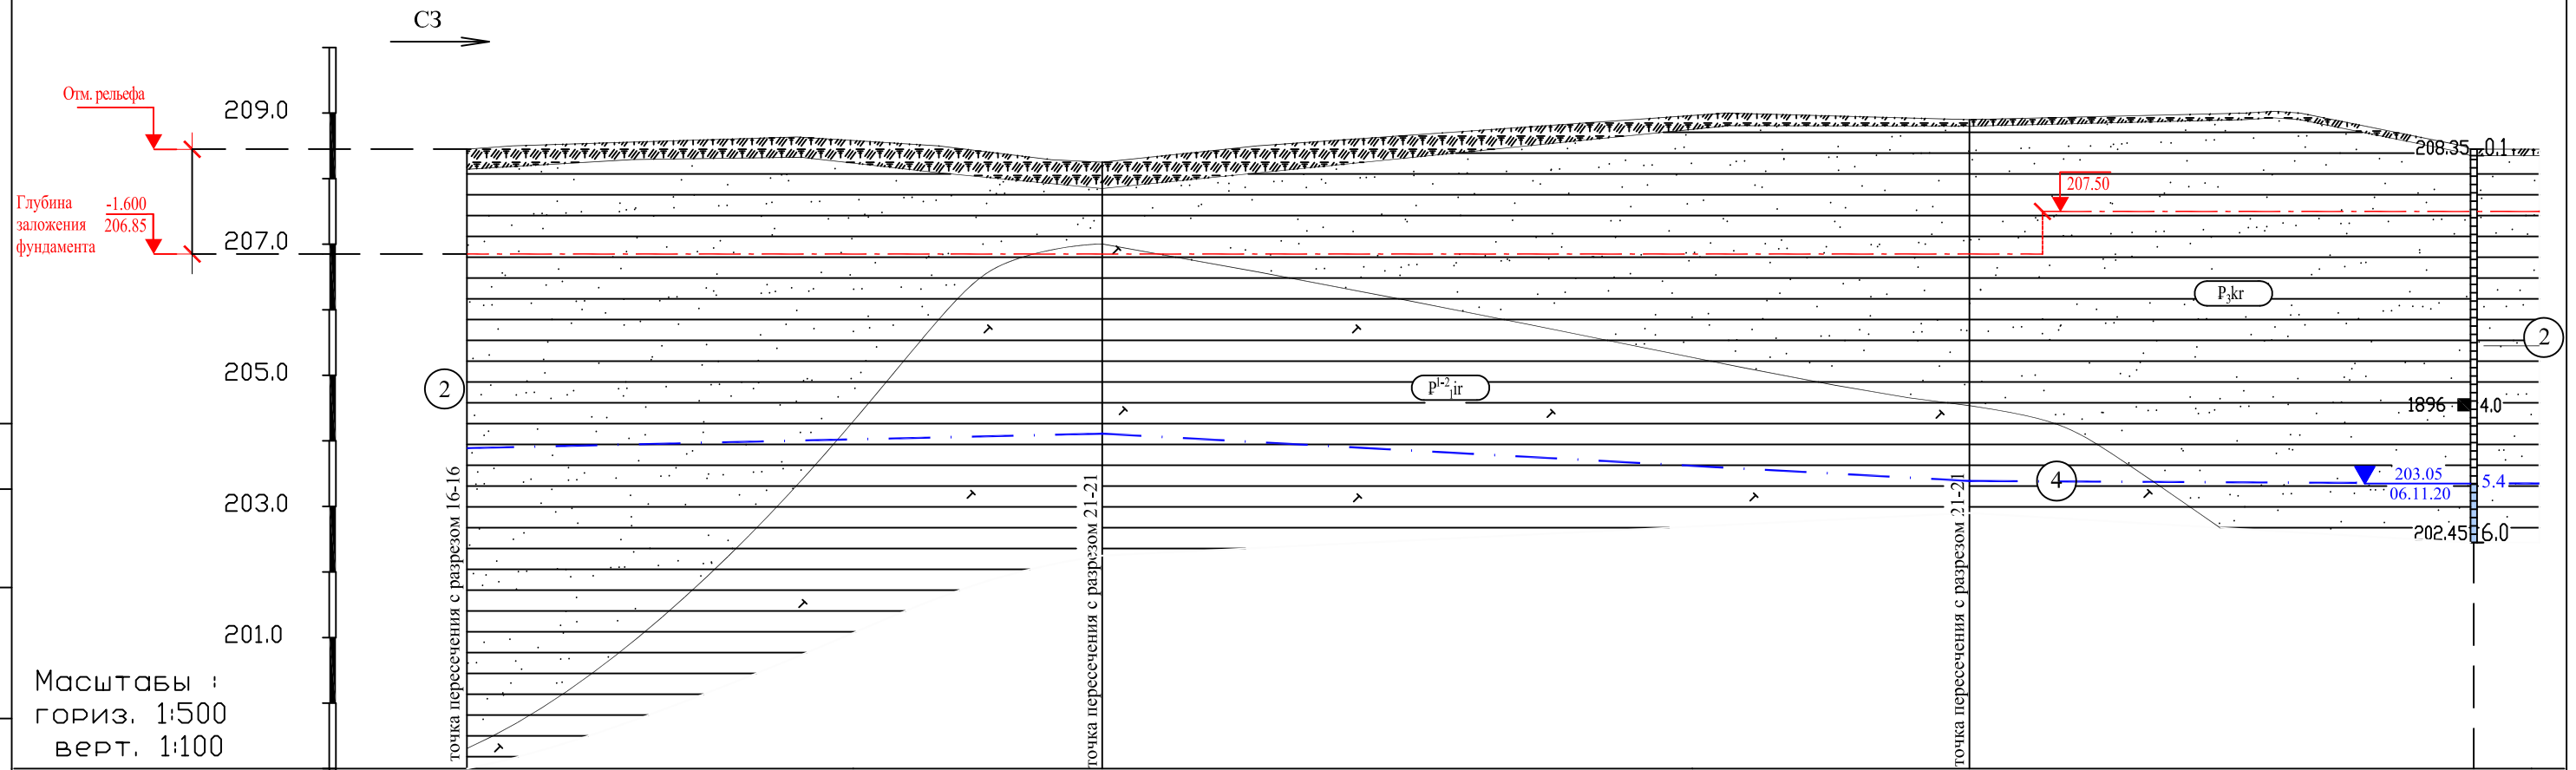 СЗ
Отм. рельефа
209.0
207.0
205.0
203.0
201.0
Глубина
заложения
фундамента
-1.600
206.85
208.35 0.1
207.50
P₃kr
2
2
P¹⁻²₁ir
1896 4.0
4
203.05
06.11.20
5.4
202.45 6.0
точка пересечения с разрезом 16-16
точка пересечения с разрезом 21-21
точка пересечения с разрезом 21-21
Масштабы :
гориз. 1:500
верт. 1:100